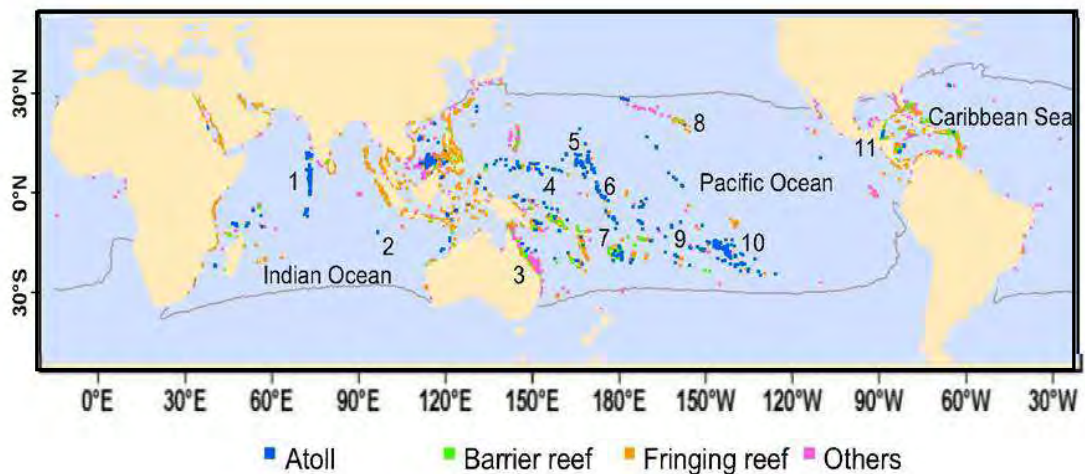 30°N
0°N
30°S
Caribbean Sea
8
5
11
1
4
6
Pacific Ocean
2
7
9
10
Indian Ocean
3
0°E 30°E 60°E 90°E 120°E 150°E 180°E 150°W 120°W 90°W 60°W 30°W
Atoll Barrier reef Fringing reef Others